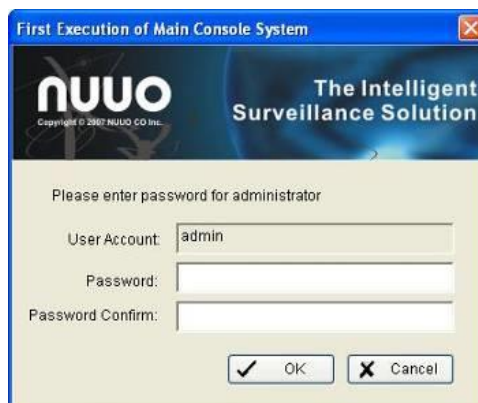 First Execution of Main Console System
nuuo
Copyright © 2007 NUUO CO Inc.
The Intelligent
Surveillance Solution
Please enter password for administrator
User Account:
admin
Password:
Password Confirm:
OK
Cancel